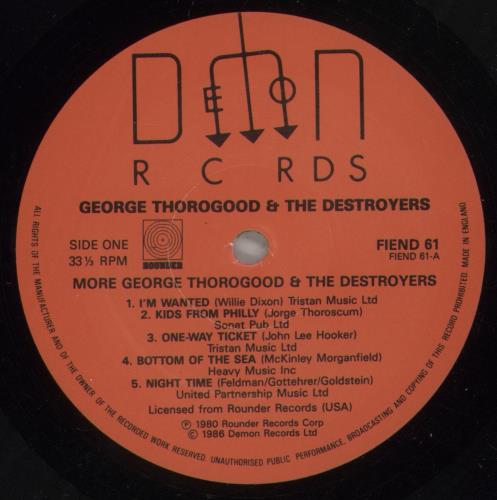 DEMON
RECORDS
GEORGE THOROGOOD & THE DESTROYERS
SIDE ONE
33⅓ RPM
ROUNDER
FIEND 61
FIEND 61-A
MORE GEORGE THOROGOOD & THE DESTROYERS
1. I'M WANTED (Willie Dixon) Tristan Music Ltd
2. KIDS FROM PHILLY (Jorge Thoroscum)
Sonet Pub Ltd
3. ONE-WAY TICKET (John Lee Hooker)
Tristan Music Ltd
4. BOTTOM OF THE SEA (McKinley Morganfield)
Heavy Music Inc
5. NIGHT TIME (Feldman/Gottehrer/Goldstein)
United Partnership Music Ltd
Licensed from Rounder Records (USA)
℗ 1980 Rounder Records Corp
© 1986 Demon Records Ltd
ALL RIGHTS OF THE MANUFACTURER AND OF THE OWNER OF THE RECORDED WORK RESERVED. UNAUTHORISED PUBLIC PERFORMANCE, BROADCASTING AND COPYING OF THIS RECORD PROHIBITED. MADE IN ENGLAND.